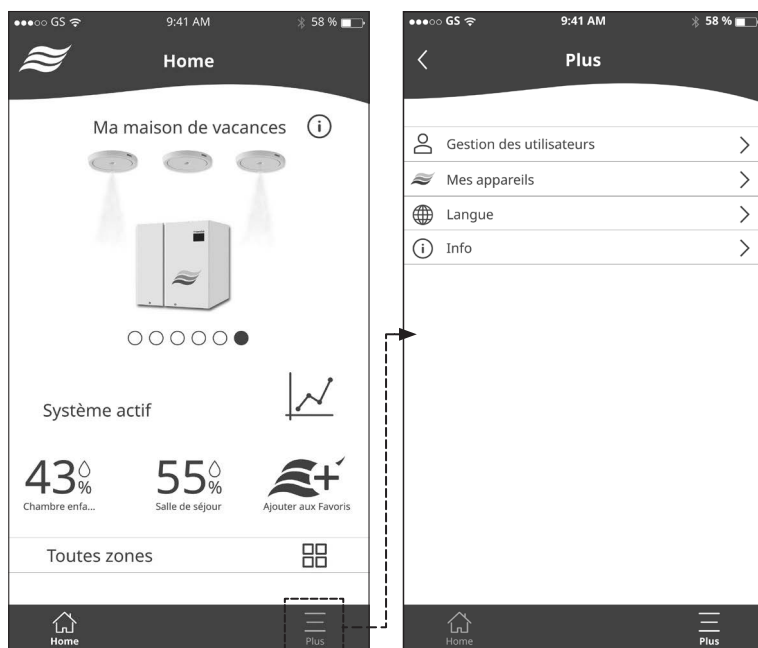 GS 9:41 AM 58 %
Home
Ma maison de vacances
Système actif
43 % 55 %
Chambre enfa... Salle de séjour Ajouter aux Favoris
Toutes zones
Home Plus
GS 9:41 AM 58 %
Plus
Gestion des utilisateurs
Mes appareils
Langue
Info
Home Plus